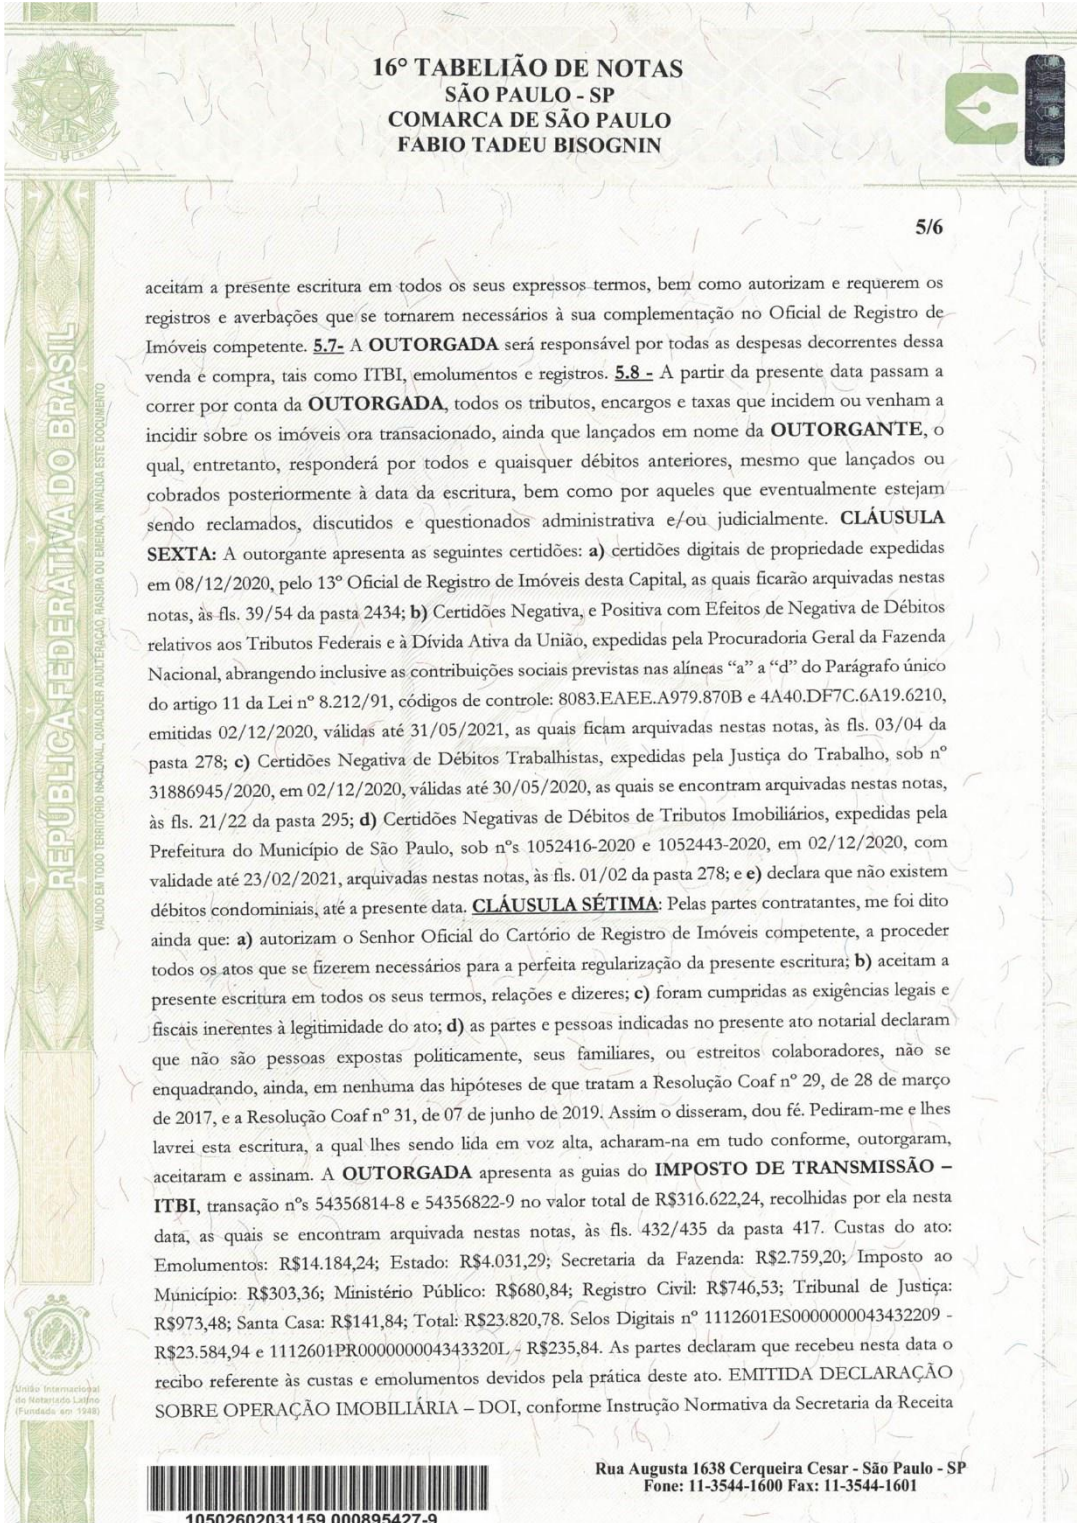 16º TABELIÃO DE NOTAS
SÃO PAULO - SP
COMARCA DE SÃO PAULO
FABIO TADEU BISOGNIN
5/6
aceitam a presente escritura em todos os seus expressos termos, bem como autorizam e requerem os
registros e averbações que se tornarem necessários à sua complementação no Oficial de Registro de
Imóveis competente. 5.7- A OUTORGADA será responsável por todas as despesas decorrentes dessa
venda e compra, tais como ITBI, emolumentos e registros. 5.8 - A partir da presente data passam a
correr por conta da OUTORGADA, todos os tributos, encargos e taxas que incidem ou venham a
incidir sobre os imóveis ora transacionado, ainda que lançados em nome da OUTORGANTE, o
qual, entretanto, responderá por todos e quaisquer débitos anteriores, mesmo que lançados ou
cobrados posteriormente à data da escritura, bem como por aqueles que eventualmente estejam
sendo reclamados, discutidos e questionados administrativa e/ou judicialmente. CLÁUSULA
SEXTA: A outorgante apresenta as seguintes certidões: a) certidões digitais de propriedade expedidas
em 08/12/2020, pelo 13º Oficial de Registro de Imóveis desta Capital, as quais ficarão arquivadas nestas
notas, às fls. 39/54 da pasta 2434; b) Certidões Negativa, e Positiva com Efeitos de Negativa de Débitos
relativos aos Tributos Federais e à Dívida Ativa da União, expedidas pela Procuradoria Geral da Fazenda
Nacional, abrangendo inclusive as contribuições sociais previstas nas alíneas “a” a “d” do Parágrafo único
do artigo 11 da Lei nº 8.212/91, códigos de controle: 8083.EAEE.A979.870B e 4A40.DF7C.6A19.6210,
emitidas 02/12/2020, válidas até 31/05/2021, as quais ficam arquivadas nestas notas, às fls. 03/04 da
pasta 278; c) Certidões Negativa de Débitos Trabalhistas, expedidas pela Justiça do Trabalho, sob nº
31886945/2020, em 02/12/2020, válidas até 30/05/2020, as quais se encontram arquivadas nestas notas,
às fls. 21/22 da pasta 295; d) Certidões Negativas de Débitos de Tributos Imobiliários, expedidas pela
Prefeitura do Município de São Paulo, sob nºs 1052416-2020 e 1052443-2020, em 02/12/2020, com
validade até 23/02/2021, arquivadas nestas notas, às fls. 01/02 da pasta 278; e e) declara que não existem
débitos condominiais, até a presente data. CLÁUSULA SÉTIMA: Pelas partes contratantes, me foi dito
ainda que: a) autorizam o Senhor Oficial do Cartório de Registro de Imóveis competente, a proceder
todos os atos que se fizerem necessários para a perfeita regularização da presente escritura; b) aceitam a
presente escritura em todos os seus termos, relações e dizeres; c) foram cumpridas as exigências legais e
fiscais inerentes à legitimidade do ato; d) as partes e pessoas indicadas no presente ato notarial declaram
que não são pessoas expostas politicamente, seus familiares, ou estreitos colaboradores, não se
enquadrando, ainda, em nenhuma das hipóteses de que tratam a Resolução Coaf nº 29, de 28 de março
de 2017, e a Resolução Coaf nº 31, de 07 de junho de 2019. Assim o disseram, dou fé. Pediram-me e lhes
lavrei esta escritura, a qual lhes sendo lida em voz alta, acharam-na em tudo conforme, outorgaram,
aceitaram e assinam. A OUTORGADA apresenta as guias do IMPOSTO DE TRANSMISSÃO –
ITBI, transação nºs 54356814-8 e 54356822-9 no valor total de R$316.622,24, recolhidas por ela nesta
data, as quais se encontram arquivada nestas notas, às fls. 432/435 da pasta 417. Custas do ato:
Emolumentos: R$14.184,24; Estado: R$4.031,29; Secretaria da Fazenda: R$2.759,20; Imposto ao
Município: R$303,36; Ministério Público: R$680,84; Registro Civil: R$746,53; Tribunal de Justiça:
R$973,48; Santa Casa: R$141,84; Total: R$23.820,78. Selos Digitais nº 1112601ES0000000043432209 -
R$23.584,94 e 1112601PR000000004343320L - R$235,84. As partes declaram que recebeu nesta data o
recibo referente às custas e emolumentos devidos pela prática deste ato. EMITIDA DECLARAÇÃO
SOBRE OPERAÇÃO IMOBILIÁRIA – DOI, conforme Instrução Normativa da Secretaria da Receita
REPÚBLICA FEDERATIVA DO BRASIL
VÁLIDO EM TODO TERRITÓRIO NACIONAL, QUALQUER ADULTERAÇÃO, RASURA OU EMENDA, INVALIDA ESTE DOCUMENTO
União Internacional
do Notariado Latino
(Fundada em 1948)
10502602031159.000895427-9
Rua Augusta 1638 Cerqueira Cesar - São Paulo - SP
Fone: 11-3544-1600 Fax: 11-3544-1601